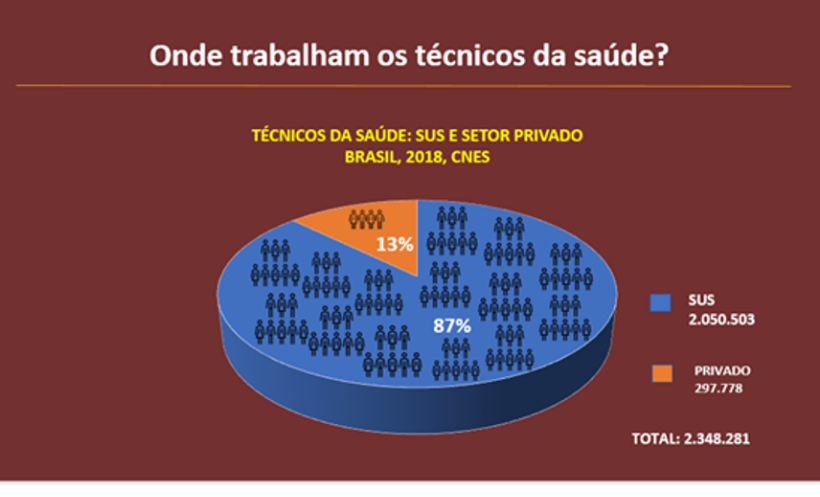 Onde trabalham os técnicos da saúde?
TÉCNICOS DA SAÚDE: SUS E SETOR PRIVADO
BRASIL, 2018, CNES
13%
87%
SUS
2.050.503
PRIVADO
297.778
TOTAL: 2.348.281